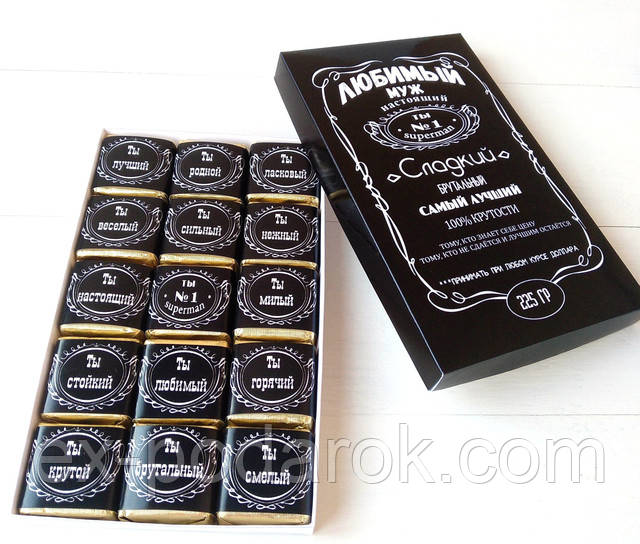 ЛЮБИМЫЙ
МУЖ
настоящий
ТЫ
№1
superman
Сладкий
БРУТАЛЬНЫЙ
САМЫЙ ЛУЧШИЙ
100% КРУТОСТИ
ТОМУ, КТО ЗНАЕТ СЕБЕ ЦЕНУ
ТОМУ, КТО НЕ СДАЁТСЯ И ЛУЧШИМ ОСТАЁТСЯ
***ПРИНИМАТЬ ПРИ ЛЮБОМ КУРСЕ ДОЛЛАРА
225 ГР
Ты
лучший
Ты
родной
Ты
ласковый
Ты
веселый
Ты
сильный
Ты
нежный
Ты
настоящий
ТЫ
№1
superman
Ты
милый
Ты
стойкий
Ты
любимый
Ты
горячий
Ты
крутой
Ты
брутальный
Ты
смелый
ex-podarok.com